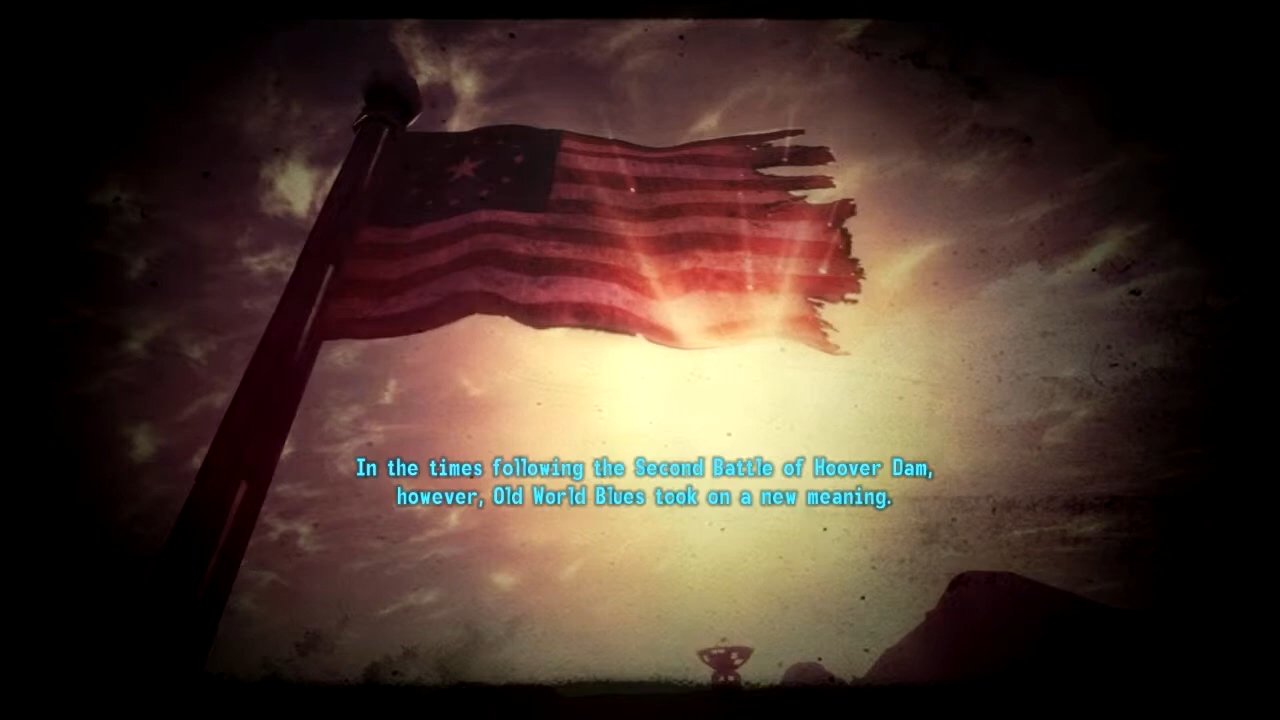 In the times following the Second Battle of Hoover Dam,
however, Old World Blues took on a new meaning.